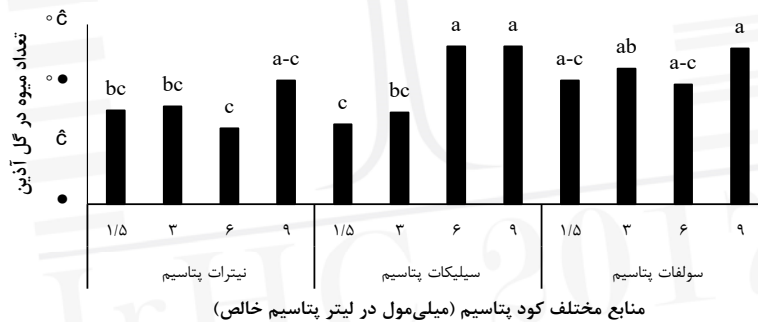 تعداد میوه در گل آذین
bc bc c a-c c bc a a a-c ab a-c a
۱/۵ ۳ ۶ ۹ ۱/۵ ۳ ۶ ۹ ۱/۵ ۳ ۶ ۹
نیترات پتاسیم سیلیکات پتاسیم سولفات پتاسیم
منابع مختلف کود پتاسیم (میلی‌مول در لیتر پتاسیم خالص)
IrHC 2017